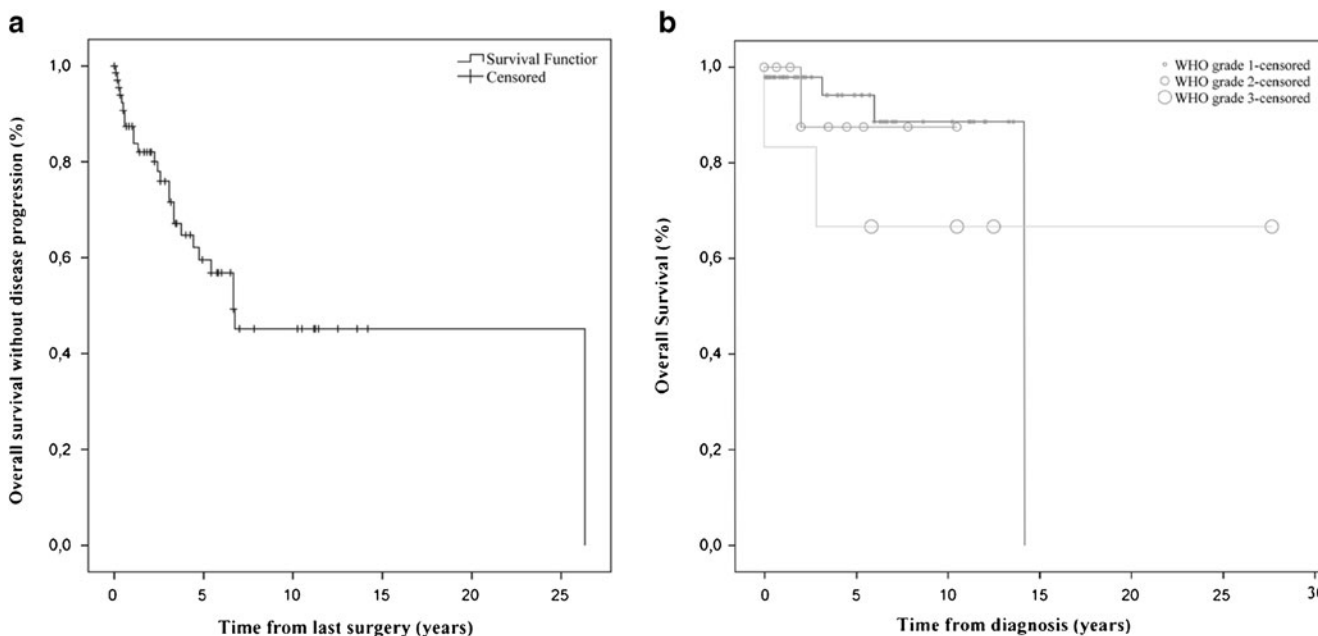 a
Overall survival without disease progression (%)
1,0
0,8
0,6
0,4
0,2
0,0
Survival Function
Censored
0 5 10 15 20 25
Time from last surgery (years)
b
Overall Survival (%)
1,0
0,8
0,6
0,4
0,2
0,0
WHO grade 1-censored
WHO grade 2-censored
WHO grade 3-censored
0 5 10 15 20 25 30
Time from diagnosis (years)